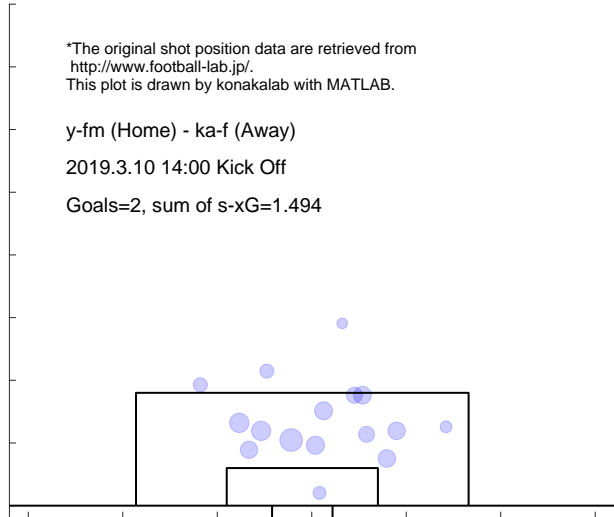 *The original shot position data are retrieved from
http://www.football-lab.jp/.
This plot is drawn by konakalab with MATLAB.
y-fm (Home) - ka-f (Away)
2019.3.10 14:00 Kick Off
Goals=2, sum of s-xG=1.494